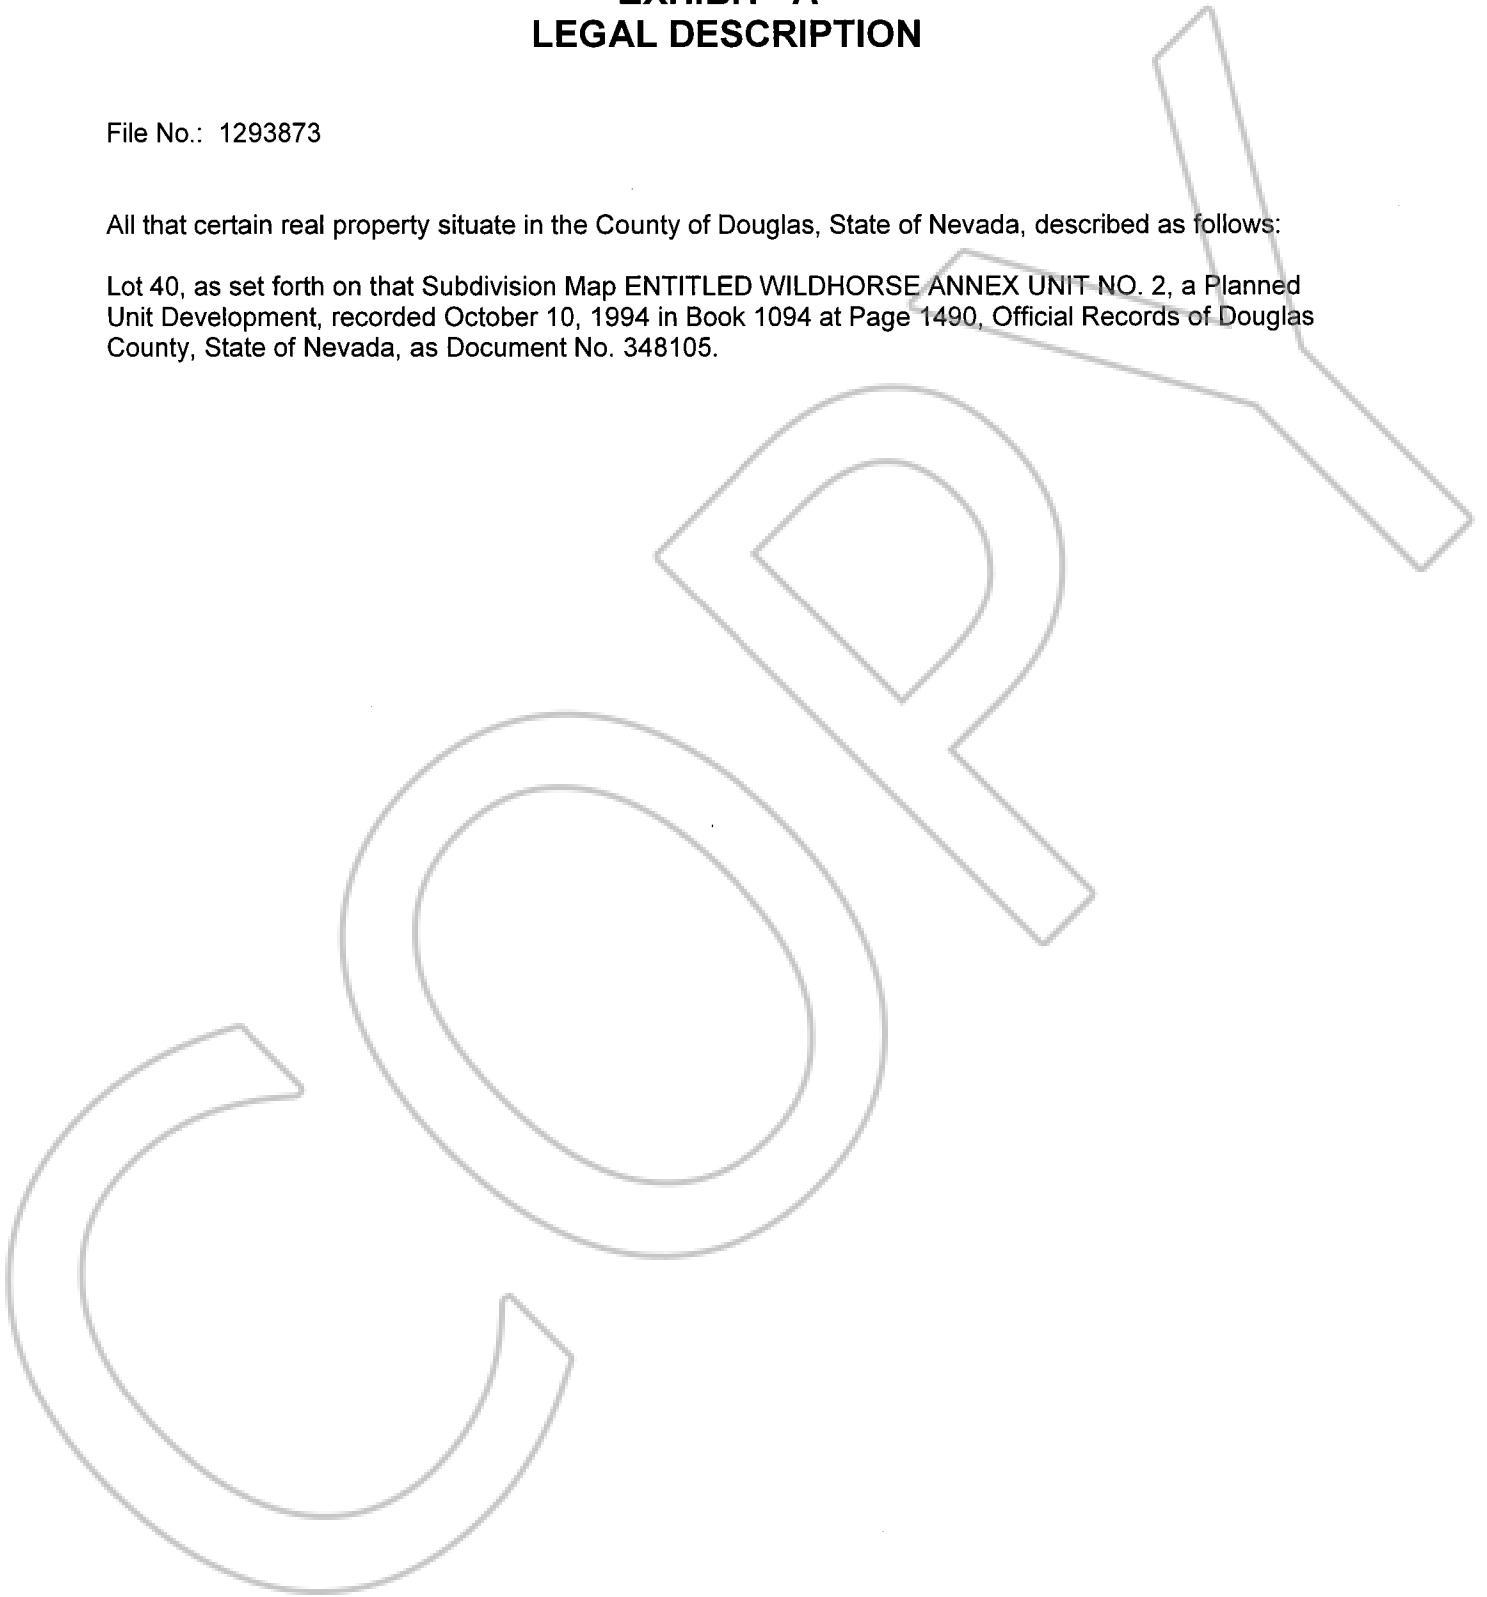 EXHIBIT "A"
LEGAL DESCRIPTION
File No.: 1293873
All that certain real property situate in the County of Douglas, State of Nevada, described as follows:
Lot 40, as set forth on that Subdivision Map ENTITLED WILDHORSE ANNEX UNIT NO. 2, a Planned
Unit Development, recorded October 10, 1994 in Book 1094 at Page 1490, Official Records of Douglas
County, State of Nevada, as Document No. 348105.
COPY